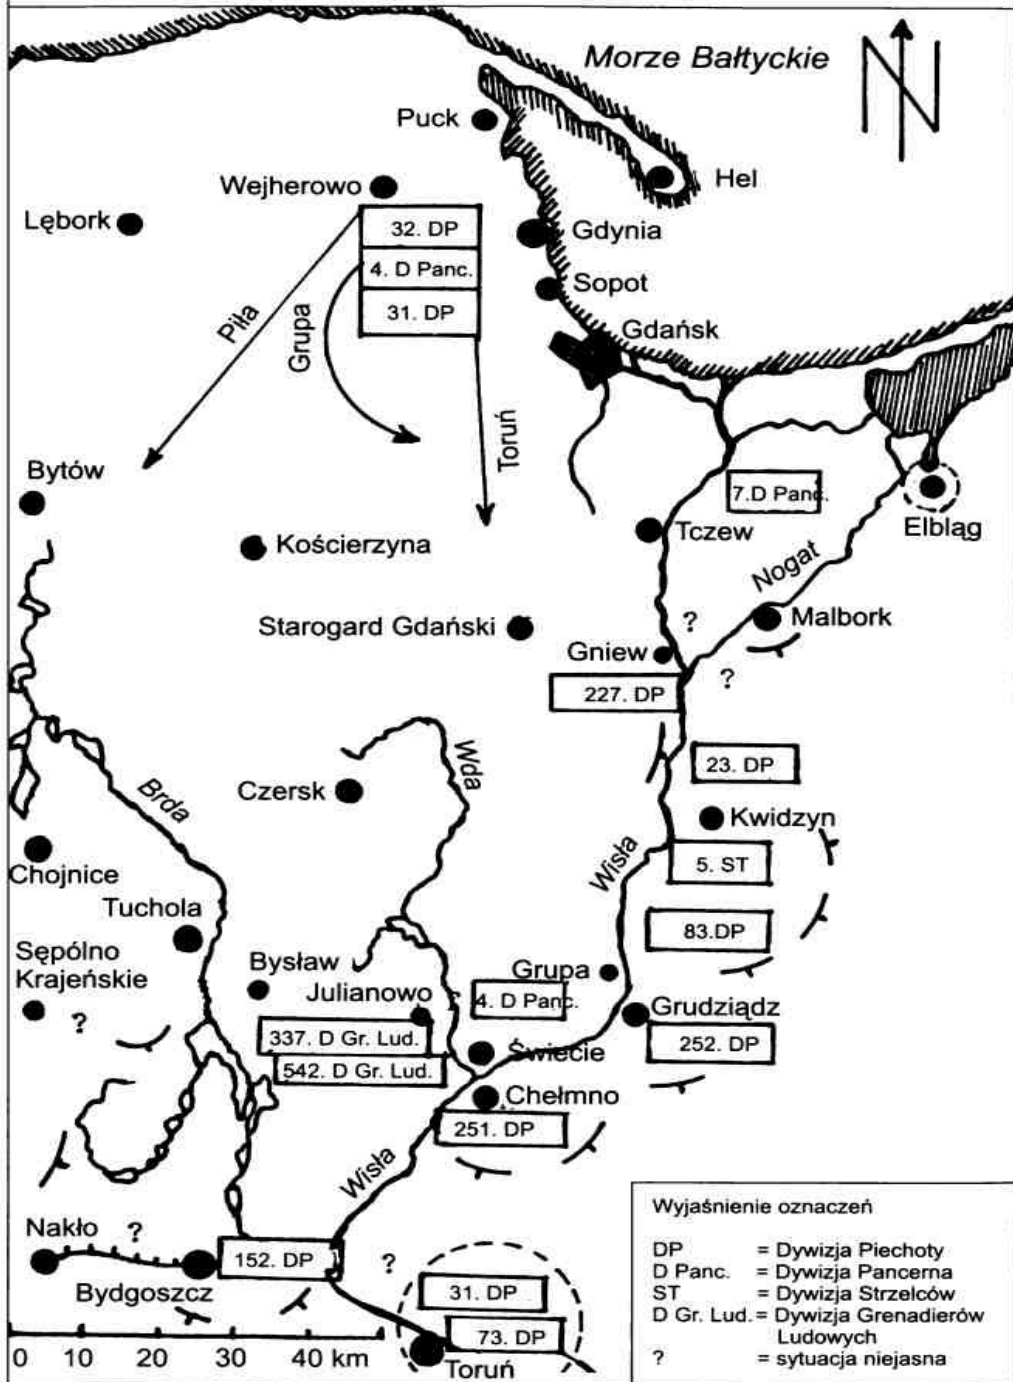 Morze Bałtyckie
N
Puck
Hel
Wejherowo
Lębork
32. DP
Gdynia
4. D Panc.
Sopot
31. DP
Piła
Grupa
Gdańsk
Toruń
Bytów
7.D Panc.
Elbląg
Tczew
Kościerzyna
Nogat
Malbork
Starogard Gdański
?
Gniew
?
227. DP
23. DP
Wda
Czersk
Brda
Kwidzyn
Chojnice
5. ST
Wisła
Tuchola
83.DP
Sępólno
Krajeńskie
Bysław
Grupa
Julianowo
4. D Panc.
Grudziądz
?
337. D Gr. Lud.
252. DP
542. D Gr. Lud.
Świecie
Chełmno
251. DP
Wisła
Nakło
?
152. DP
?
Bydgoszcz
31. DP
73. DP
Toruń
0 10 20 30 40 km
Wyjaśnienie oznaczeń
DP = Dywizja Piechoty
D Panc. = Dywizja Pancerna
ST = Dywizja Strzelców
D Gr. Lud. = Dywizja Grenadierów
Ludowych
? = sytuacja niejasna